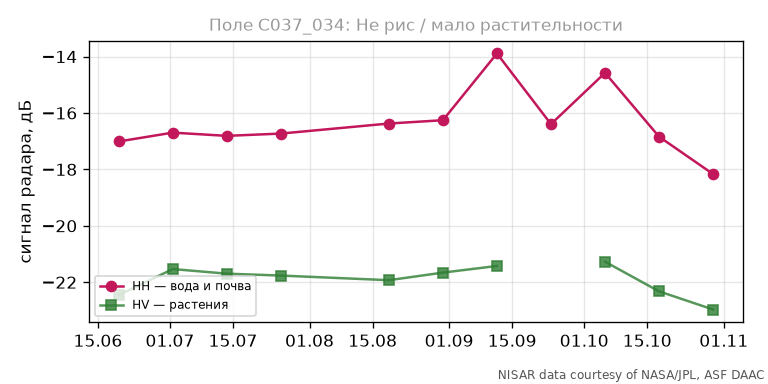 Поле C037_034: Не рис / мало растительности
сигнал радара, дБ
−14
−16
−18
−20
−22
HH — вода и почва
HV — растения
15.06 01.07 15.07 01.08 15.08 01.09 15.09 01.10 15.10 01.11
NISAR data courtesy of NASA/JPL, ASF DAAC